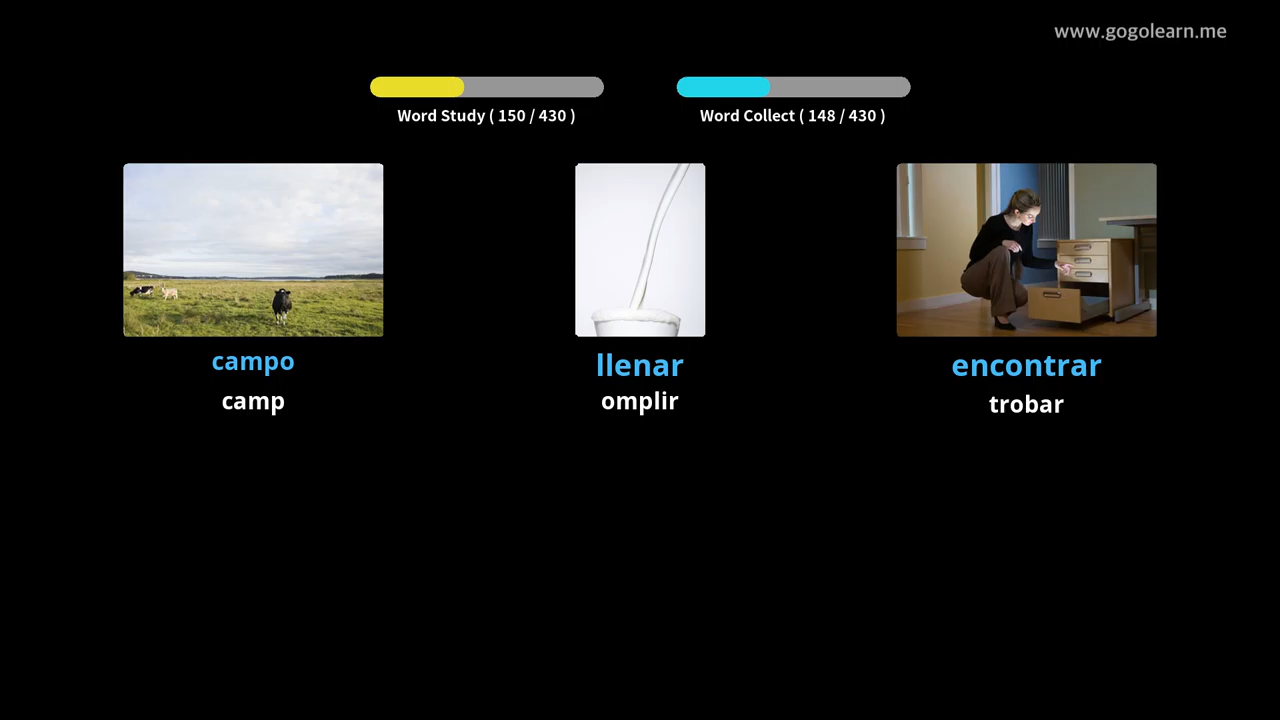 www.gogolearn.me
Word Study ( 150 / 430 )
Word Collect ( 148 / 430 )
campo
camp
llenar
omplir
encontrar
trobar